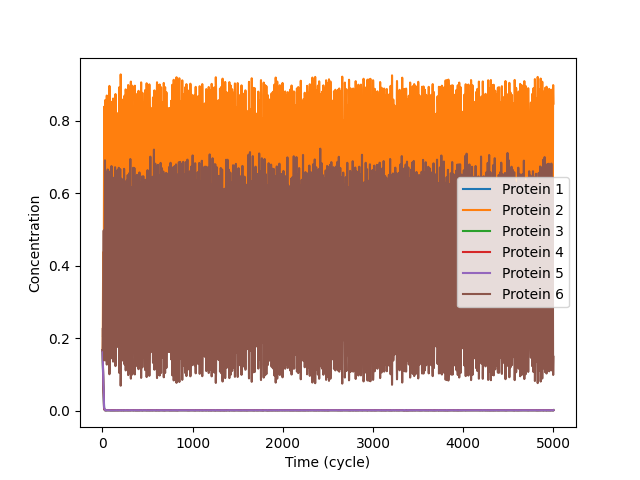 0.8
0.6
0.4
0.2
0.0
Concentration
Protein 1
Protein 2
Protein 3
Protein 4
Protein 5
Protein 6
0 1000 2000 3000 4000 5000
Time (cycle)